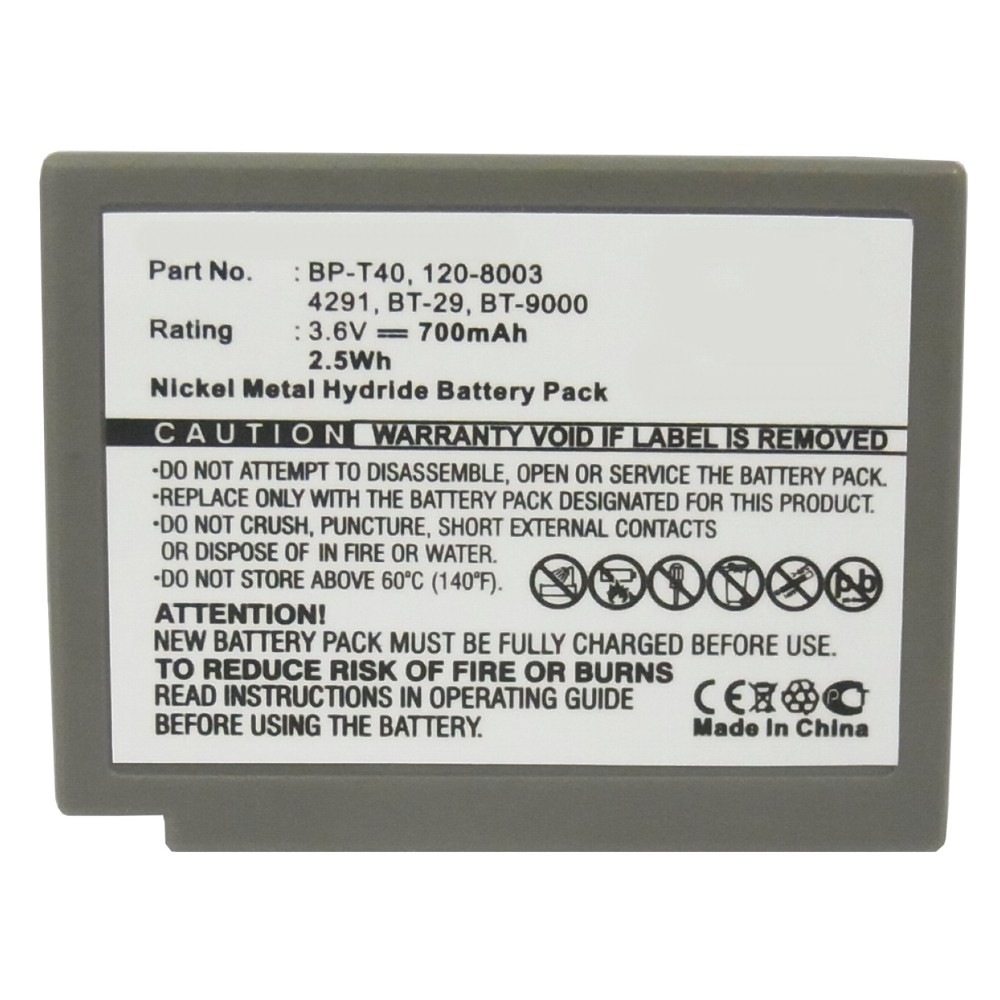 Part No. : BP-T40, 120-8003
4291, BT-29, BT-9000
Rating : 3.6V 700mAh
2.5Wh
Nickel Metal Hydride Battery Pack
CAUTION WARRANTY VOID IF LABEL IS REMOVED
·DO NOT ATTEMPT TO DISASSEMBLE, OPEN OR SERVICE THE BATTERY PACK.
·REPLACE ONLY WITH THE BATTERY PACK DESIGNATED FOR THIS PRODUCT.
·DO NOT CRUSH, PUNCTURE, SHORT EXTERNAL CONTACTS
OR DISPOSE OF IN FIRE OR WATER.
·DO NOT STORE ABOVE 60°C (140°F).
Pb
ATTENTION!
NEW BATTERY PACK MUST BE FULLY CHARGED BEFORE USE.
TO REDUCE RISK OF FIRE OR BURNS
READ INSTRUCTIONS IN OPERATING GUIDE
BEFORE USING THE BATTERY.
CE
Made In China